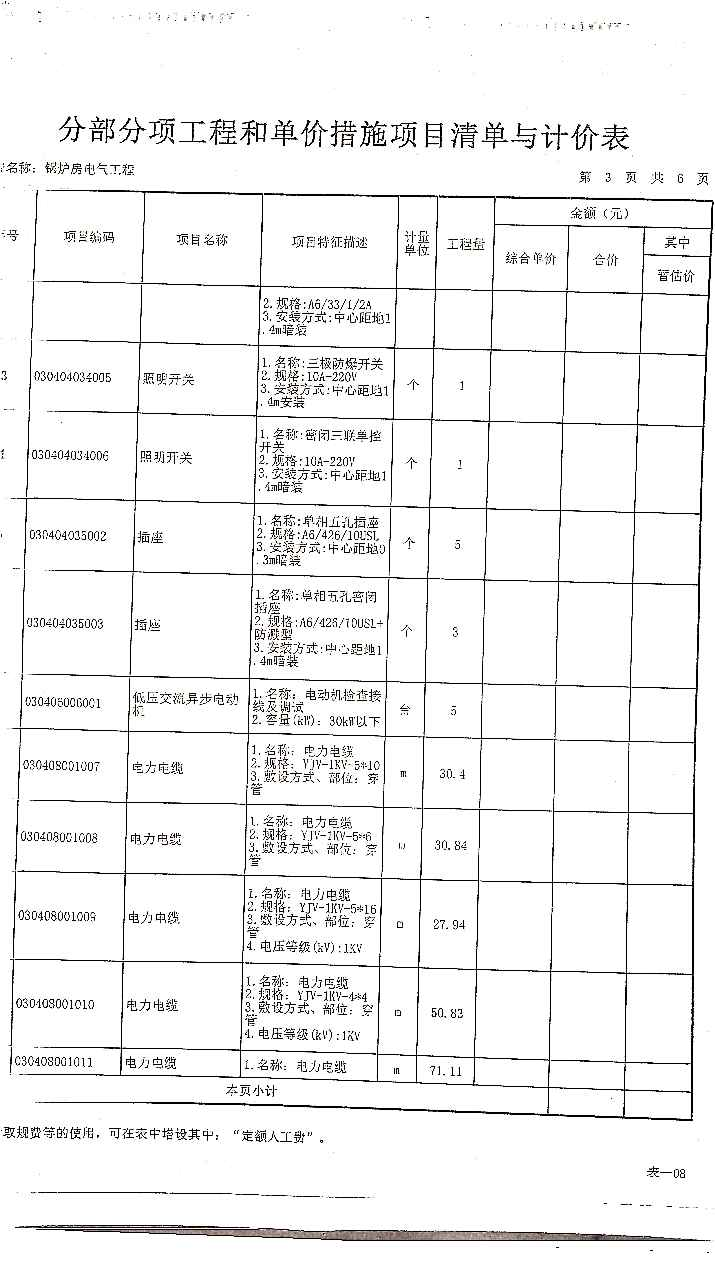 分部分项工程和单价措施项目清单与计价表
名称：锅炉房电气工程
第 3 页 共 6 页
号 项目编码 项目名称 项目特征描述 计量单位 工程量 金额（元）
综合单价 合价 其中
暂估价
2.规格:A6/33/1/2A
3.安装方式:中心距地1
.4m暗装
3 030404034005 照明开关 1.名称:三极防爆开关
2.规格:10A-220V
3.安装方式:中心距地1
.4m安装
个 1
030404034006 照明开关 1.名称:密闭三联单控
开关
2.规格:10A-220V
3.安装方式:中心距地1
.4m暗装
个 1
030404035002 插座 1.名称:单相五孔插座
2.规格:A6/426/10USL
3.安装方式:中心距地0
.3m暗装
个 5
030404035003 插座 1.名称:单相五孔密闭
插座
2.规格:A6/426/10USL+
防溅型
3.安装方式:中心距地1
.4m暗装
个 3
030406006001 低压交流异步电动
机
1.名称：电动机检查接
线及调试
2.容量(kW)：30kW以下
台 5
030408001007 电力电缆 1.名称：电力电缆
2.规格：YJV-1KV-5*10
3.敷设方式、部位：穿
管
m 30.4
030408001008 电力电缆 1.名称：电力电缆
2.规格：YJV-1KV-5*6
3.敷设方式、部位：穿
管
m 30.84
030408001009 电力电缆 1.名称：电力电缆
2.规格：YJV-1KV-5*16
3.敷设方式、部位：穿
管
4.电压等级(kV):1KV
m 27.94
030408001010 电力电缆 1.名称：电力电缆
2.规格：YJV-1KV-4*4
3.敷设方式、部位：穿
管
4.电压等级(kV):1KV
m 50.83
030408001011 电力电缆 1.名称：电力电缆 m 71.11
本页小计
取规费等的使用，可在表中增设其中：“定额人工费”。
表—08